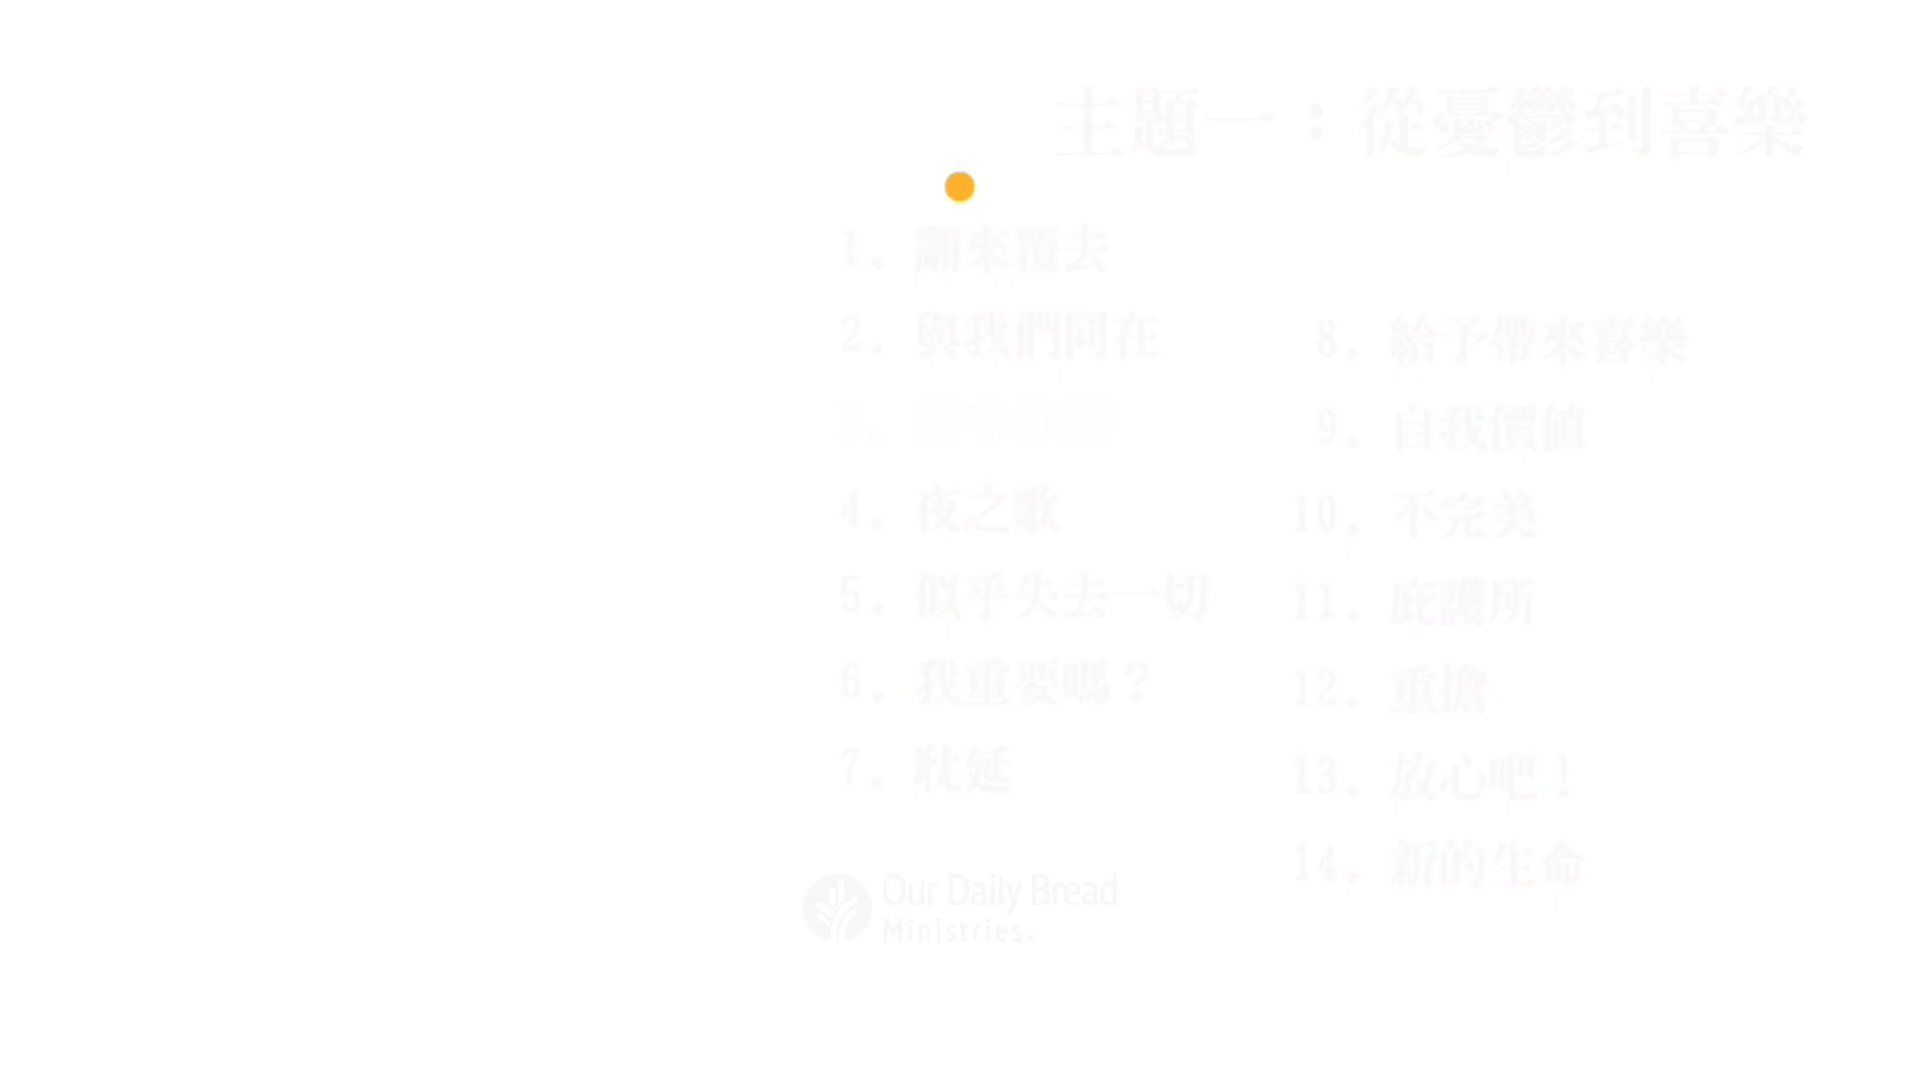 主題一：從憂鬱到喜樂
1. 翻來覆去
2. 與我們同在
3.
4. 夜之歌
5. 似乎失去一切
6. 我重要嗎？
7. 耽延
8. 給予帶來喜樂
9. 自我價值
10. 不完美
11. 庇護所
12. 重擔
13. 放心吧！
14. 新的生命
Our Daily Bread
Ministries.